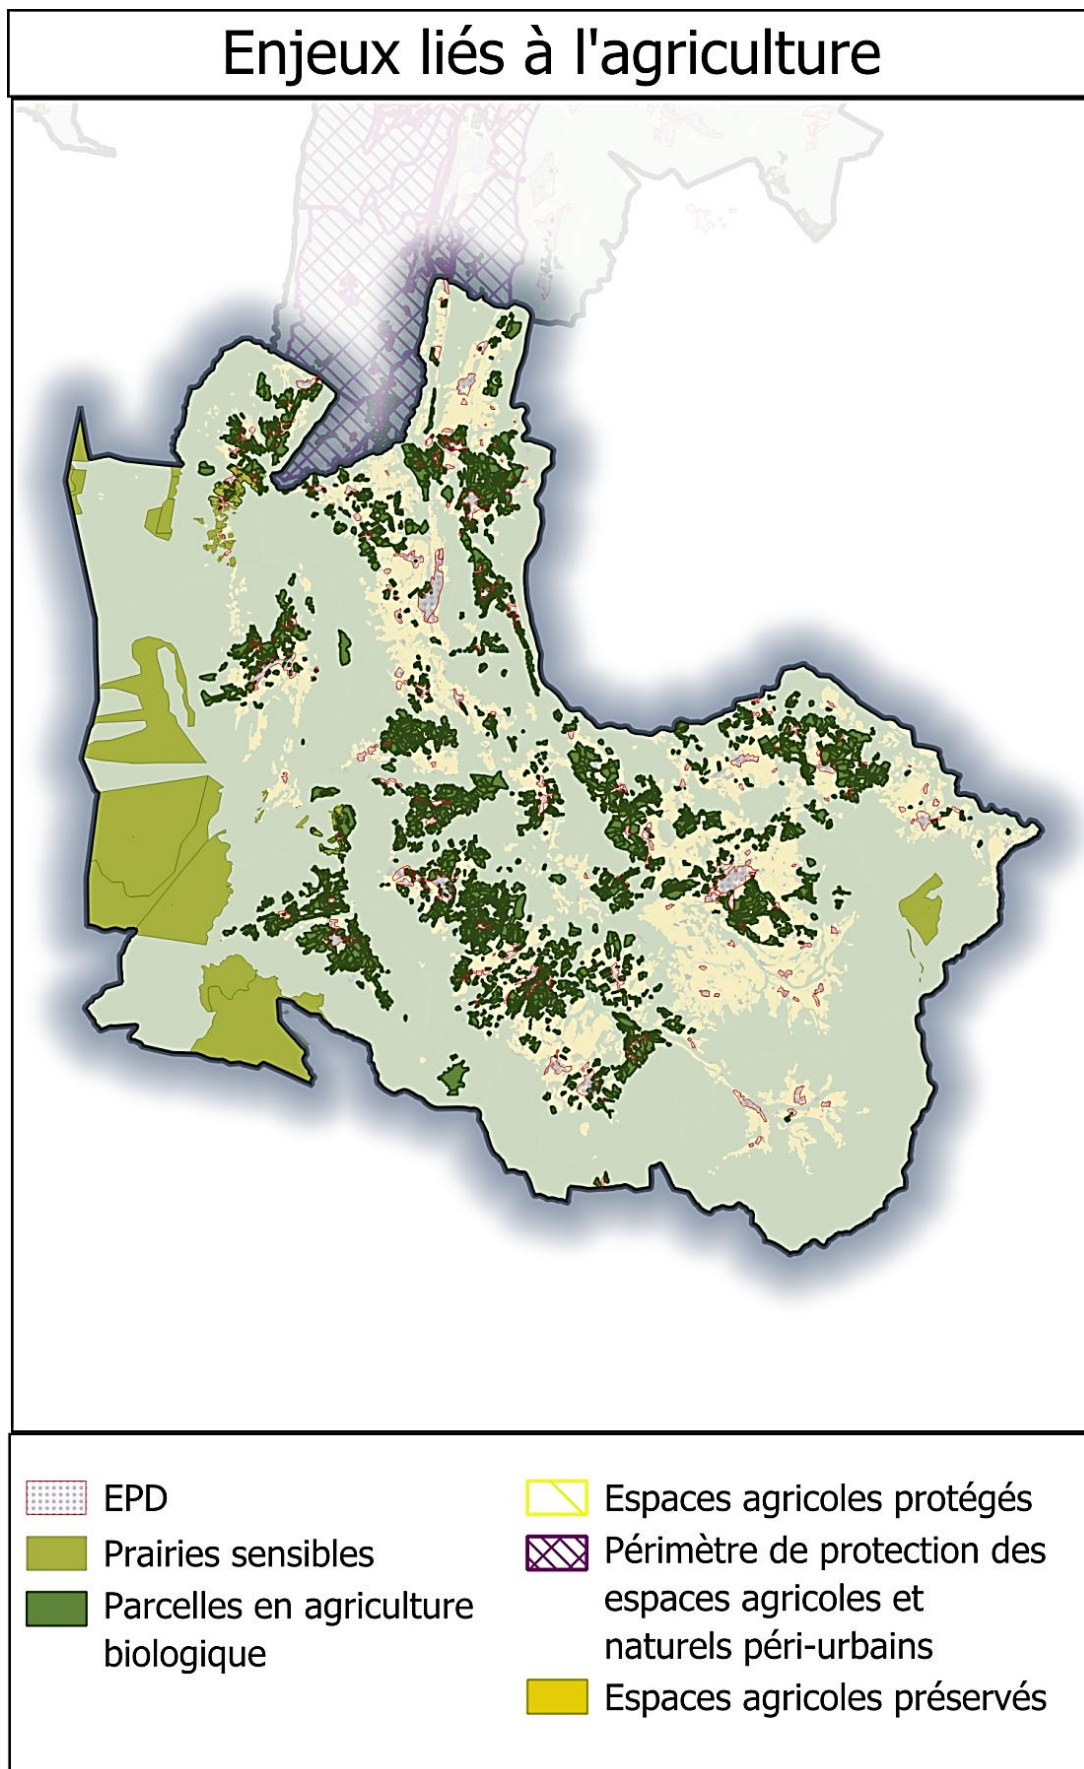 Enjeux liés à l'agriculture
EPD
Prairies sensibles
Parcelles en agriculture
biologique
Espaces agricoles protégés
Périmètre de protection des
espaces agricoles et
naturels péri-urbains
Espaces agricoles préservés